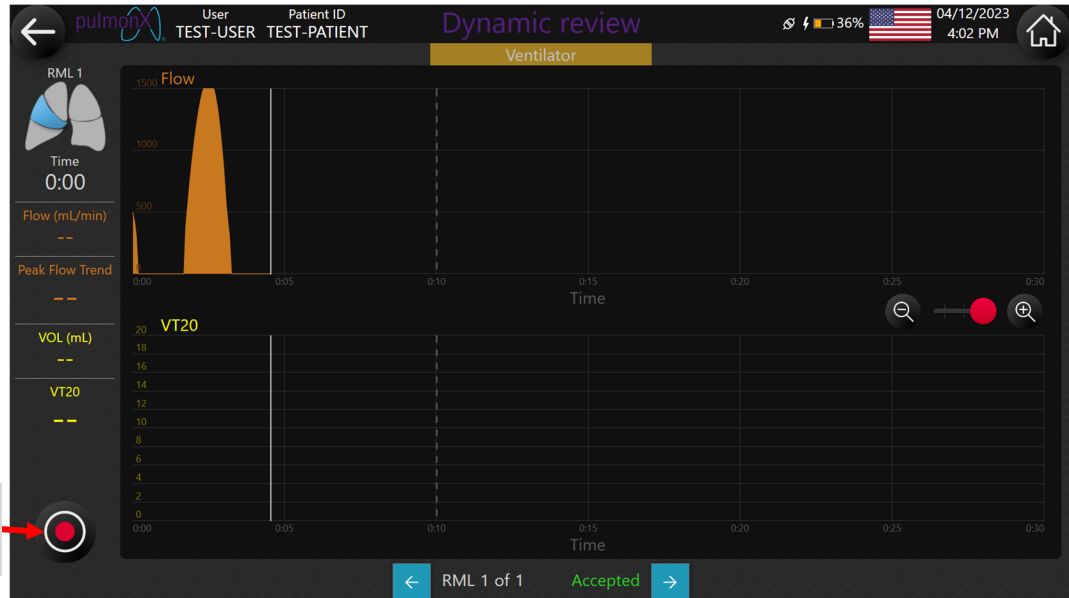 pulmonX
User Patient ID
TEST-USER TEST-PATIENT
Dynamic review
36%
04/12/2023
4:02 PM
Ventilator
RML 1
Time
0:00
Flow (mL/min)
--
Peak Flow Trend
--
VOL (mL)
--
VT20
--
Flow
1500
1000
500
0
0:00 0:05 0:10 0:15 0:20 0:25 0:30
Time
VT20
20
18
16
14
12
10
8
6
4
2
0
0:00 0:05 0:10 0:15 0:20 0:25 0:30
Time
RML 1 of 1 Accepted